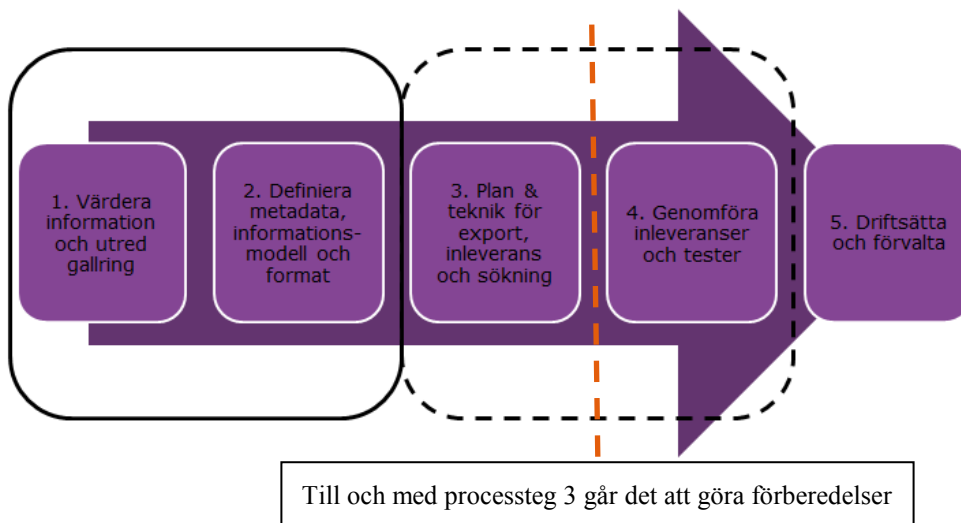 1. Värdera
information
och utred
gallring
2. Definiera
metadata,
informations-
modell och
format
3. Plan &
teknik för
export,
inleverans
och sökning
4. Genomföra
inleveranser
och tester
5. Driftsätta
och förvalta
Till och med processteg 3 går det att göra förberedelser